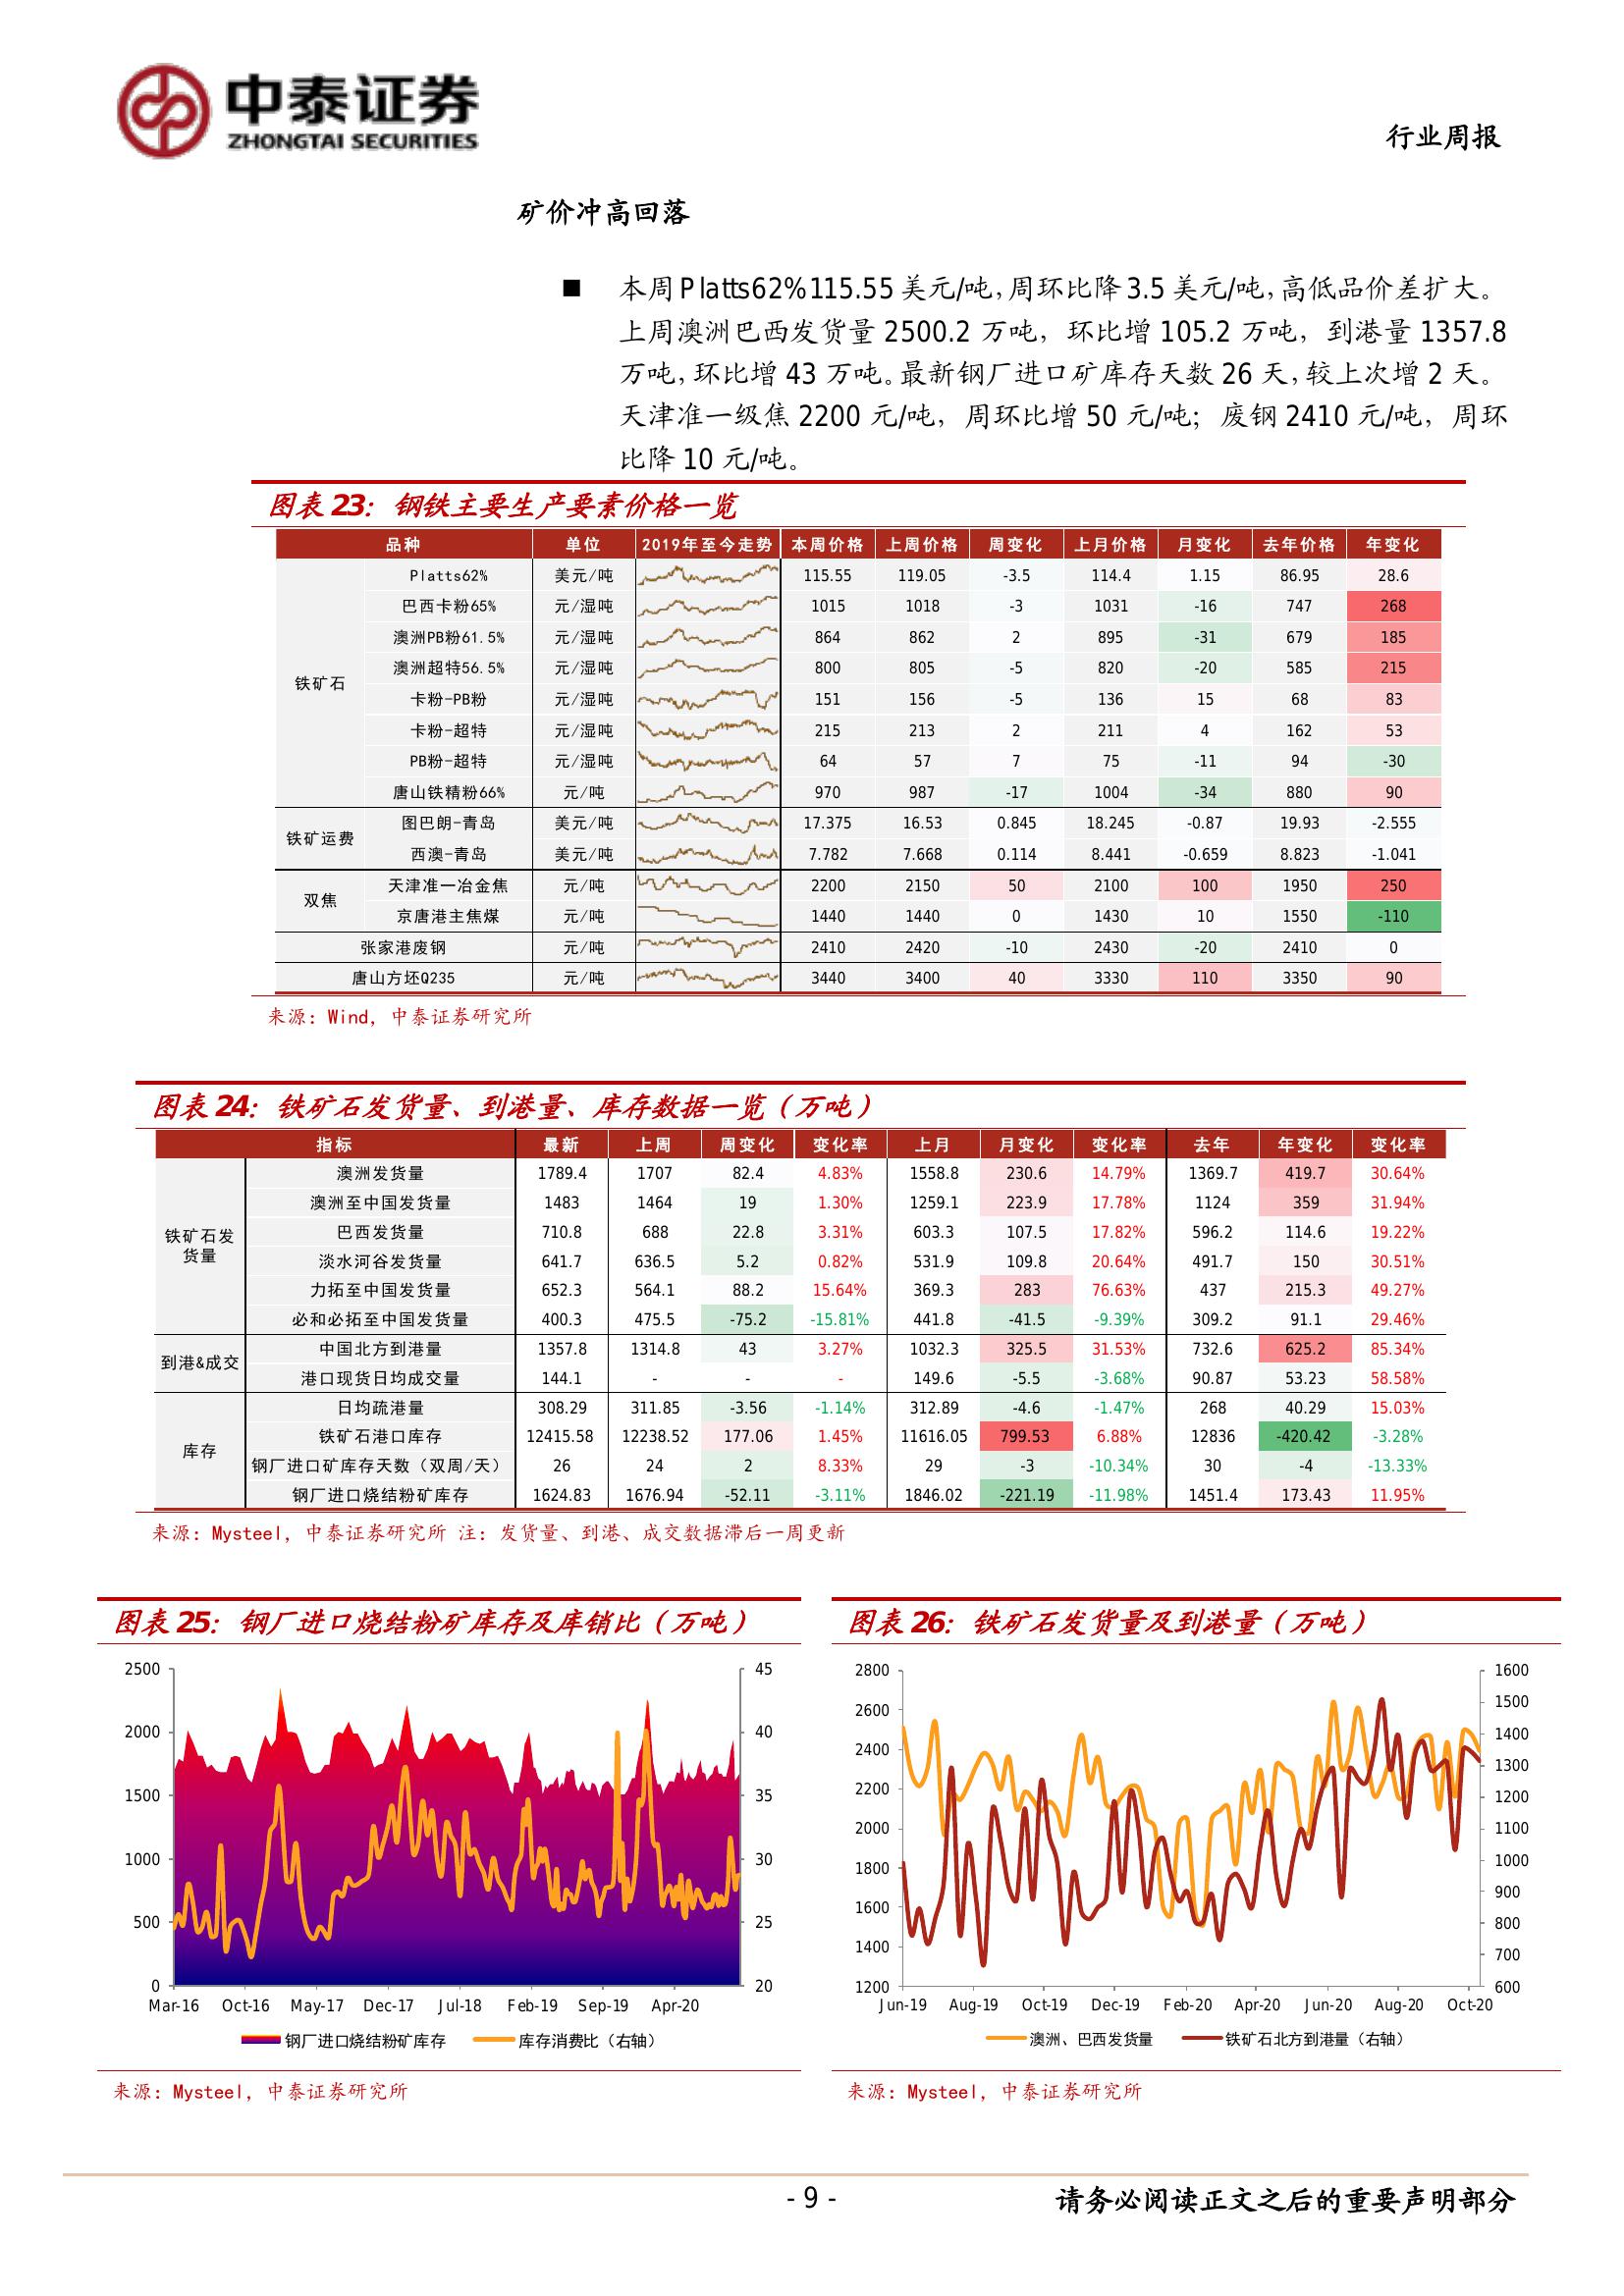 中泰证券
ZHONGTAI SECURITIES
行业周报
矿价冲高回落
■ 本周 Platts62%115.55 美元/吨，周环比降 3.5 美元/吨，高低品价差扩大。
上周澳洲巴西发货量 2500.2 万吨，环比增 105.2 万吨，到港量 1357.8
万吨，环比增 43 万吨。最新钢厂进口矿库存天数 26 天，较上次增 2 天。
天津准一级焦 2200 元/吨，周环比增 50 元/吨；废钢 2410 元/吨，周环
比降 10 元/吨。
图表 23：钢铁主要生产要素价格一览
品种 单位 2019年至今走势 本周价格 上周价格 周变化 上月价格 月变化 去年价格 年变化
铁矿石
Platts62% 美元/吨 115.55 119.05 -3.5 114.4 1.15 86.95 28.6
巴西卡粉65% 元/湿吨 1015 1018 -3 1031 -16 747 268
澳洲PB粉61.5% 元/湿吨 864 862 2 895 -31 679 185
澳洲超特56.5% 元/湿吨 800 805 -5 820 -20 585 215
卡粉-PB粉 元/湿吨 151 156 -5 136 15 68 83
卡粉-超特 元/湿吨 215 213 2 211 4 162 53
PB粉-超特 元/湿吨 64 57 7 75 -11 94 -30
唐山铁精粉66% 元/吨 970 987 -17 1004 -34 880 90
铁矿运费
图巴朗-青岛 美元/吨 17.375 16.53 0.845 18.245 -0.87 19.93 -2.555
西澳-青岛 美元/吨 7.782 7.668 0.114 8.441 -0.659 8.823 -1.041
双焦
天津准一冶金焦 元/吨 2200 2150 50 2100 100 1950 250
京唐港主焦煤 元/吨 1440 1440 0 1430 10 1550 -110
张家港废钢 元/吨 2410 2420 -10 2430 -20 2410 0
唐山方坯Q235 元/吨 3440 3400 40 3330 110 3350 90
来源：Wind，中泰证券研究所
图表 24：铁矿石发货量、到港量、库存数据一览（万吨）
指标 最新 上周 周变化 变化率 上月 月变化 变化率 去年 年变化 变化率
铁矿石发
货量
澳洲发货量 1789.4 1707 82.4 4.83% 1558.8 230.6 14.79% 1369.7 419.7 30.64%
澳洲至中国发货量 1483 1464 19 1.30% 1259.1 223.9 17.78% 1124 359 31.94%
巴西发货量 710.8 688 22.8 3.31% 603.3 107.5 17.82% 596.2 114.6 19.22%
淡水河谷发货量 641.7 636.5 5.2 0.82% 531.9 109.8 20.64% 491.7 150 30.51%
力拓至中国发货量 652.3 564.1 88.2 15.64% 369.3 283 76.63% 437 215.3 49.27%
必和必拓至中国发货量 400.3 475.5 -75.2 -15.81% 441.8 -41.5 -9.39% 309.2 91.1 29.46%
到港&成交
中国北方到港量 1357.8 1314.8 43 3.27% 1032.3 325.5 31.53% 732.6 625.2 85.34%
港口现货日均成交量 144.1 - - - 149.6 -5.5 -3.68% 90.87 53.23 58.58%
库存
日均疏港量 308.29 311.85 -3.56 -1.14% 312.89 -4.6 -1.47% 268 40.29 15.03%
铁矿石港口库存 12415.58 12238.52 177.06 1.45% 11616.05 799.53 6.88% 12836 -420.42 -3.28%
钢厂进口矿库存天数（双周/天） 26 24 2 8.33% 29 -3 -10.34% 30 -4 -13.33%
钢厂进口烧结粉矿库存 1624.83 1676.94 -52.11 -3.11% 1846.02 -221.19 -11.98% 1451.4 173.43 11.95%
来源：Mysteel，中泰证券研究所 注：发货量、到港、成交数据滞后一周更新
图表 25：钢厂进口烧结粉矿库存及库销比（万吨）
2500 45
2000 40
1500 35
1000 30
500 25
0 20
Mar-16 Oct-16 May-17 Dec-17 Jul-18 Feb-19 Sep-19 Apr-20
钢厂进口烧结粉矿库存 库存消费比（右轴）
来源：Mysteel，中泰证券研究所
图表 26：铁矿石发货量及到港量（万吨）
2800 1600
2600 1500
2400 1400
2200 1300
2000 1200
1800 1100
1600 1000
1400 900
1200 800
700
600
Jun-19 Aug-19 Oct-19 Dec-19 Feb-20 Apr-20 Jun-20 Aug-20 Oct-20
澳洲、巴西发货量 铁矿石北方到港量（右轴）
来源：Mysteel，中泰证券研究所
- 9 -
请务必阅读正文之后的重要声明部分